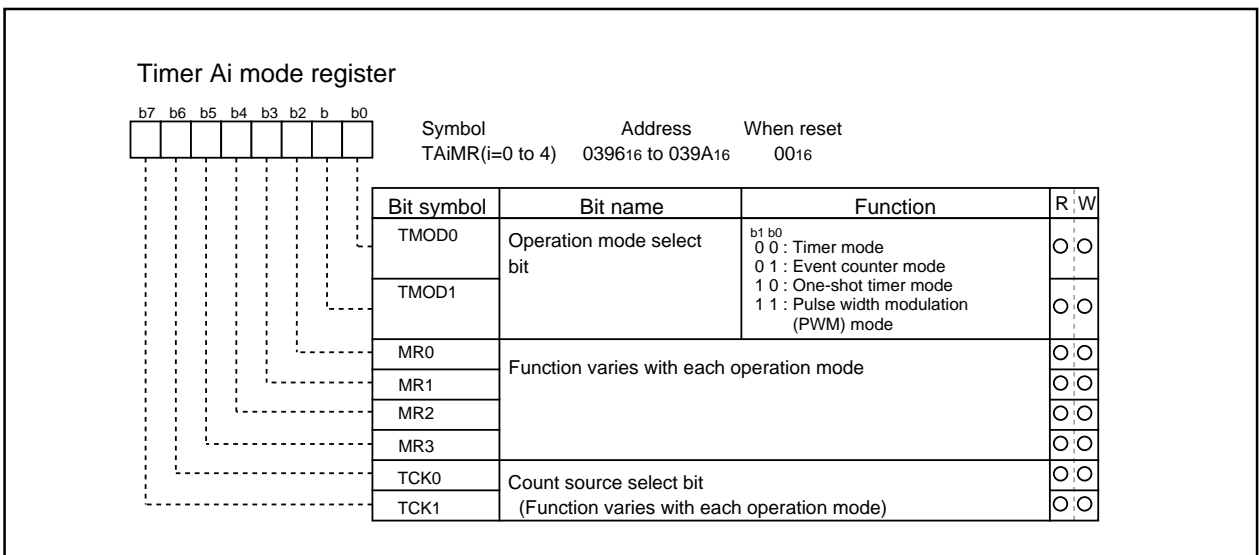 Timer Ai mode register
b7 b6 b5 b4 b3 b2 b b0
Symbol Address When reset
TAiMR(i=0 to 4) 039616 to 039A16 0016
Bit symbol Bit name Function R W
TMOD0 Operation mode select bit
b1 b0
0 0 : Timer mode
0 1 : Event counter mode
TMOD1
1 0 : One-shot timer mode
1 1 : Pulse width modulation
(PWM) mode
MR0
Function varies with each operation mode
MR1
MR2
MR3
TCK0
Count source select bit
TCK1
(Function varies with each operation mode)